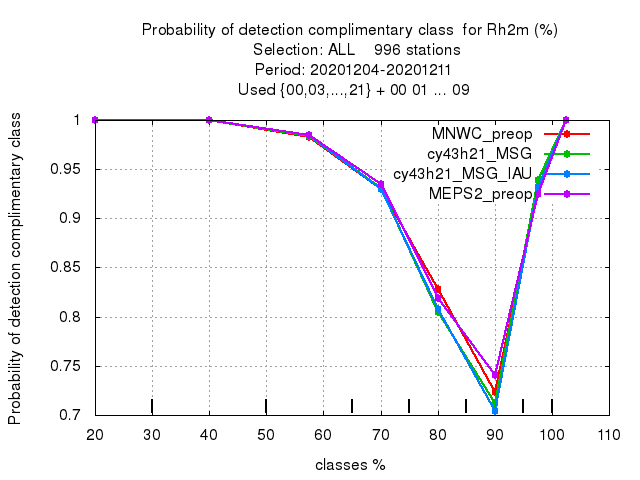 Probability of detection complimentary class  for Rh2m (%)
Selection: ALL    996 stations
Period: 20201204-20201211
Used {00,03,...,21} + 00 01 ... 09
Probability of detection complimentary class
1
0.95
0.9
0.85
0.8
0.75
0.7
MNWC_preop
cy43h21_MSG
cy43h21_MSG_IAU
MEPS2_preop
20 30 40 50 60 70 80 90 100 110
classes %